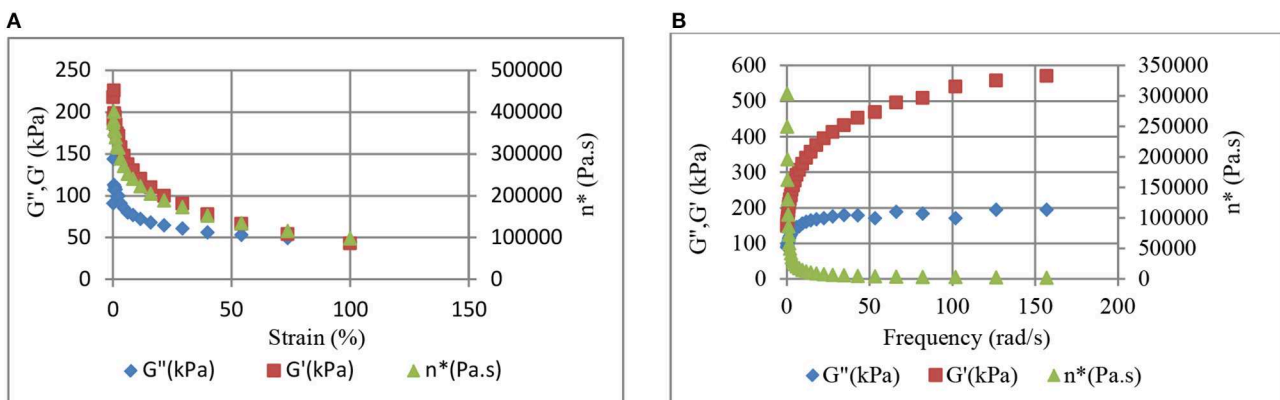 A
250
200
150
100
50
0
G",G' (kPa)
500000
400000
300000
200000
100000
0
n* (Pa.s)
0 50 100 150
Strain (%)
G"(kPa) G'(kPa) n*(Pa.s)
B
600
500
400
300
200
100
0
G",G' (kPa)
350000
300000
250000
200000
150000
100000
50000
0
n* (Pa.s)
0 50 100 150 200
Frequency (rad/s)
G"(kPa) G'(kPa) n*(Pa.s)